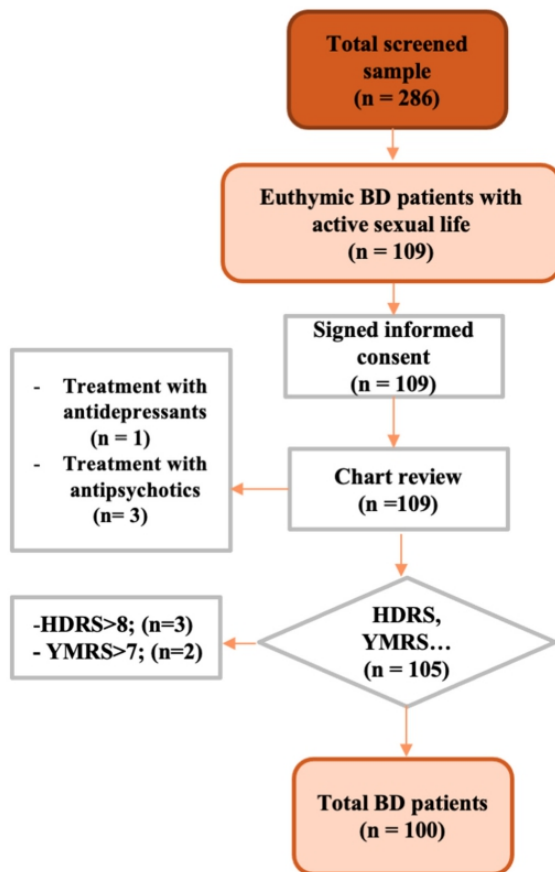 Total screened
sample
(n = 286)
Euthymic BD patients with
active sexual life
(n = 109)
Signed informed
consent
(n = 109)
- Treatment with
antidepressants
(n = 1)
- Treatment with
antipsychotics
(n= 3)
Chart review
(n =109)
HDRS,
YMRS…
(n = 105)
-HDRS>8; (n=3)
- YMRS>7; (n=2)
Total BD patients
(n = 100)